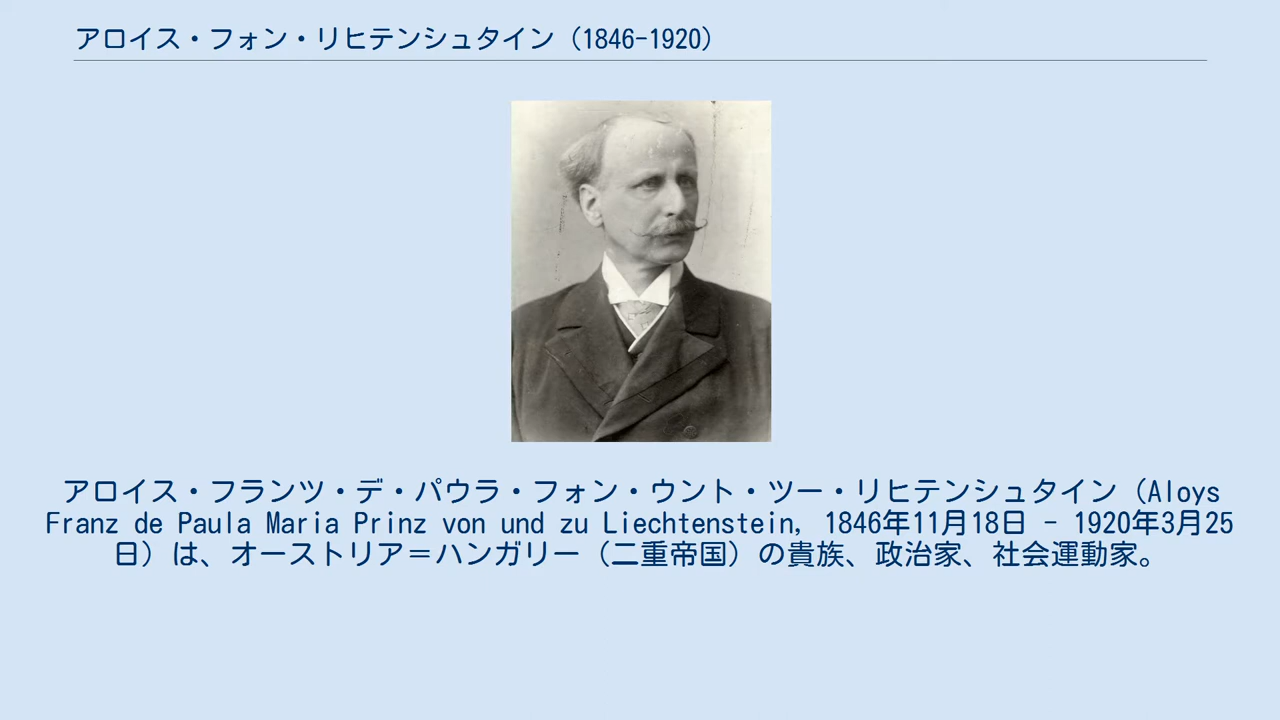 アロイス・フォン・リヒテンシュタイン（1846-1920）
アロイス・フランツ・デ・パウラ・フォン・ウント・ツー・リヒテンシュタイン（Aloys
Franz de Paula Maria Prinz von und zu Liechtenstein, 1846年11月18日 - 1920年3月25
日）は、オーストリア＝ハンガリー（二重帝国）の貴族、政治家、社会運動家。